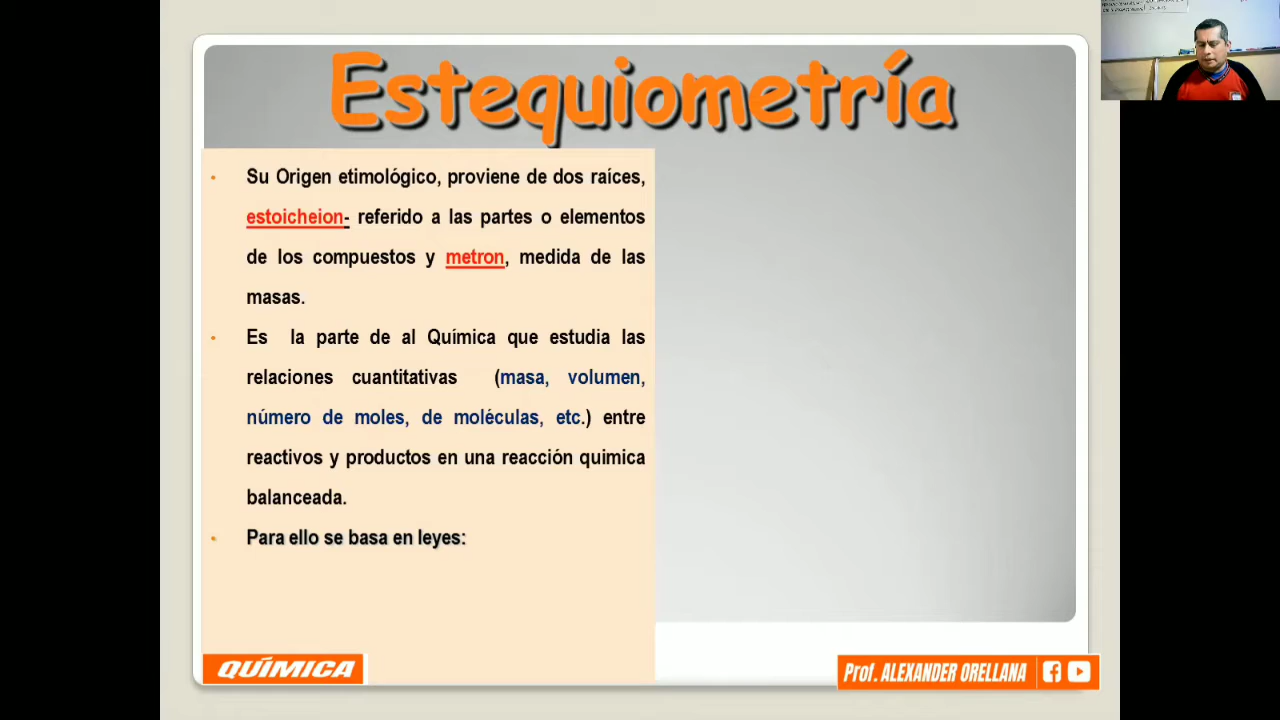 Estequiometría
Su Origen etimológico, proviene de dos raíces,
estoicheion- referido a las partes o elementos
de los compuestos y metron, medida de las
masas.
Es la parte de al Química que estudia las
relaciones cuantitativas (masa, volumen,
número de moles, de moléculas, etc.) entre
reactivos y productos en una reacción quimica
balanceada.
Para ello se basa en leyes:
QUÍMICA
Prof. ALEXANDER ORELLANA